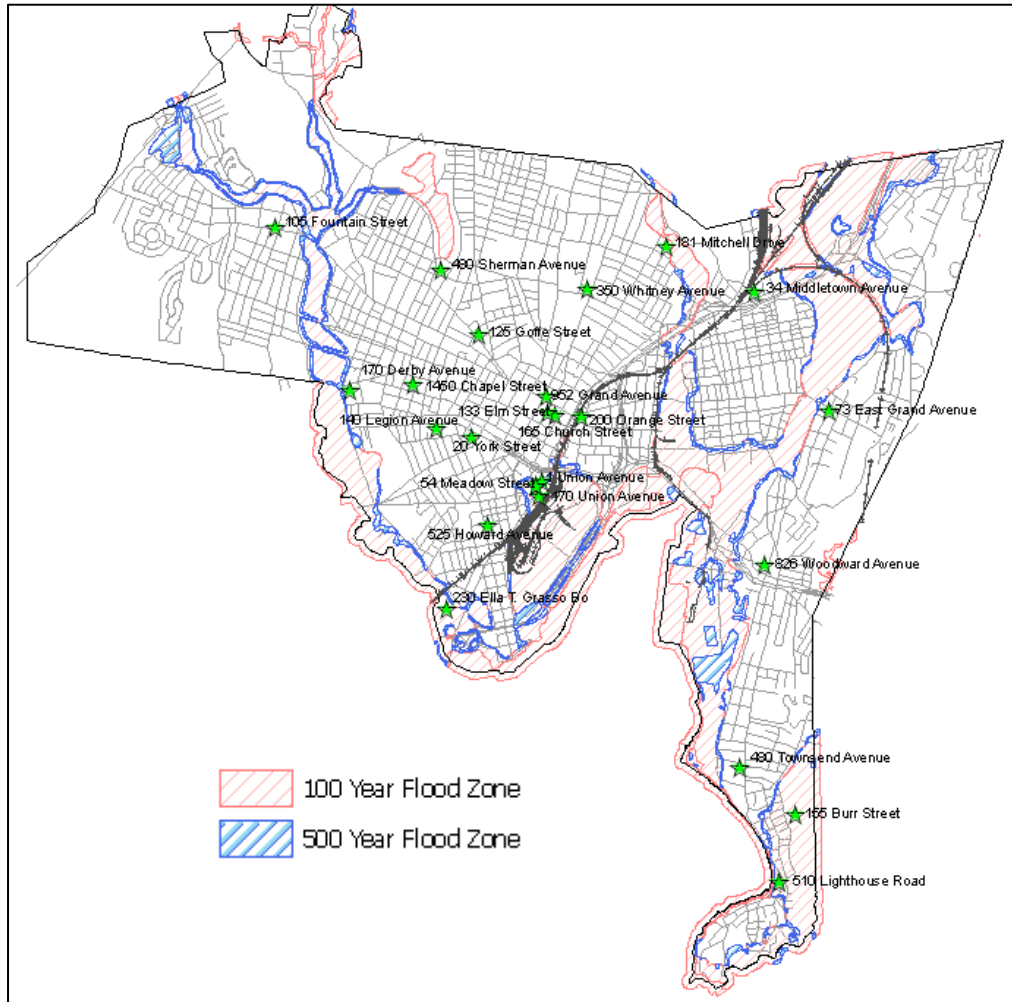 105 Fountain Street
181 Mitchell Drive
480 Sherman Avenue
350 Whitney Avenue
34 Middletown Avenue
125 Goffe Street
170 Derby Avenue
1450 Chapel Street
952 Grand Avenue
133 Elm Street
200 Orange Street
73 East Grand Avenue
140 Legion Avenue
165 Church Street
20 York Street
1 Union Avenue
54 Meadow Street
470 Union Avenue
525 Howard Avenue
826 Woodward Avenue
230 Ella T. Grasso Bo
480 Townsend Avenue
100 Year Flood Zone
155 Burr Street
500 Year Flood Zone
510 Lighthouse Road